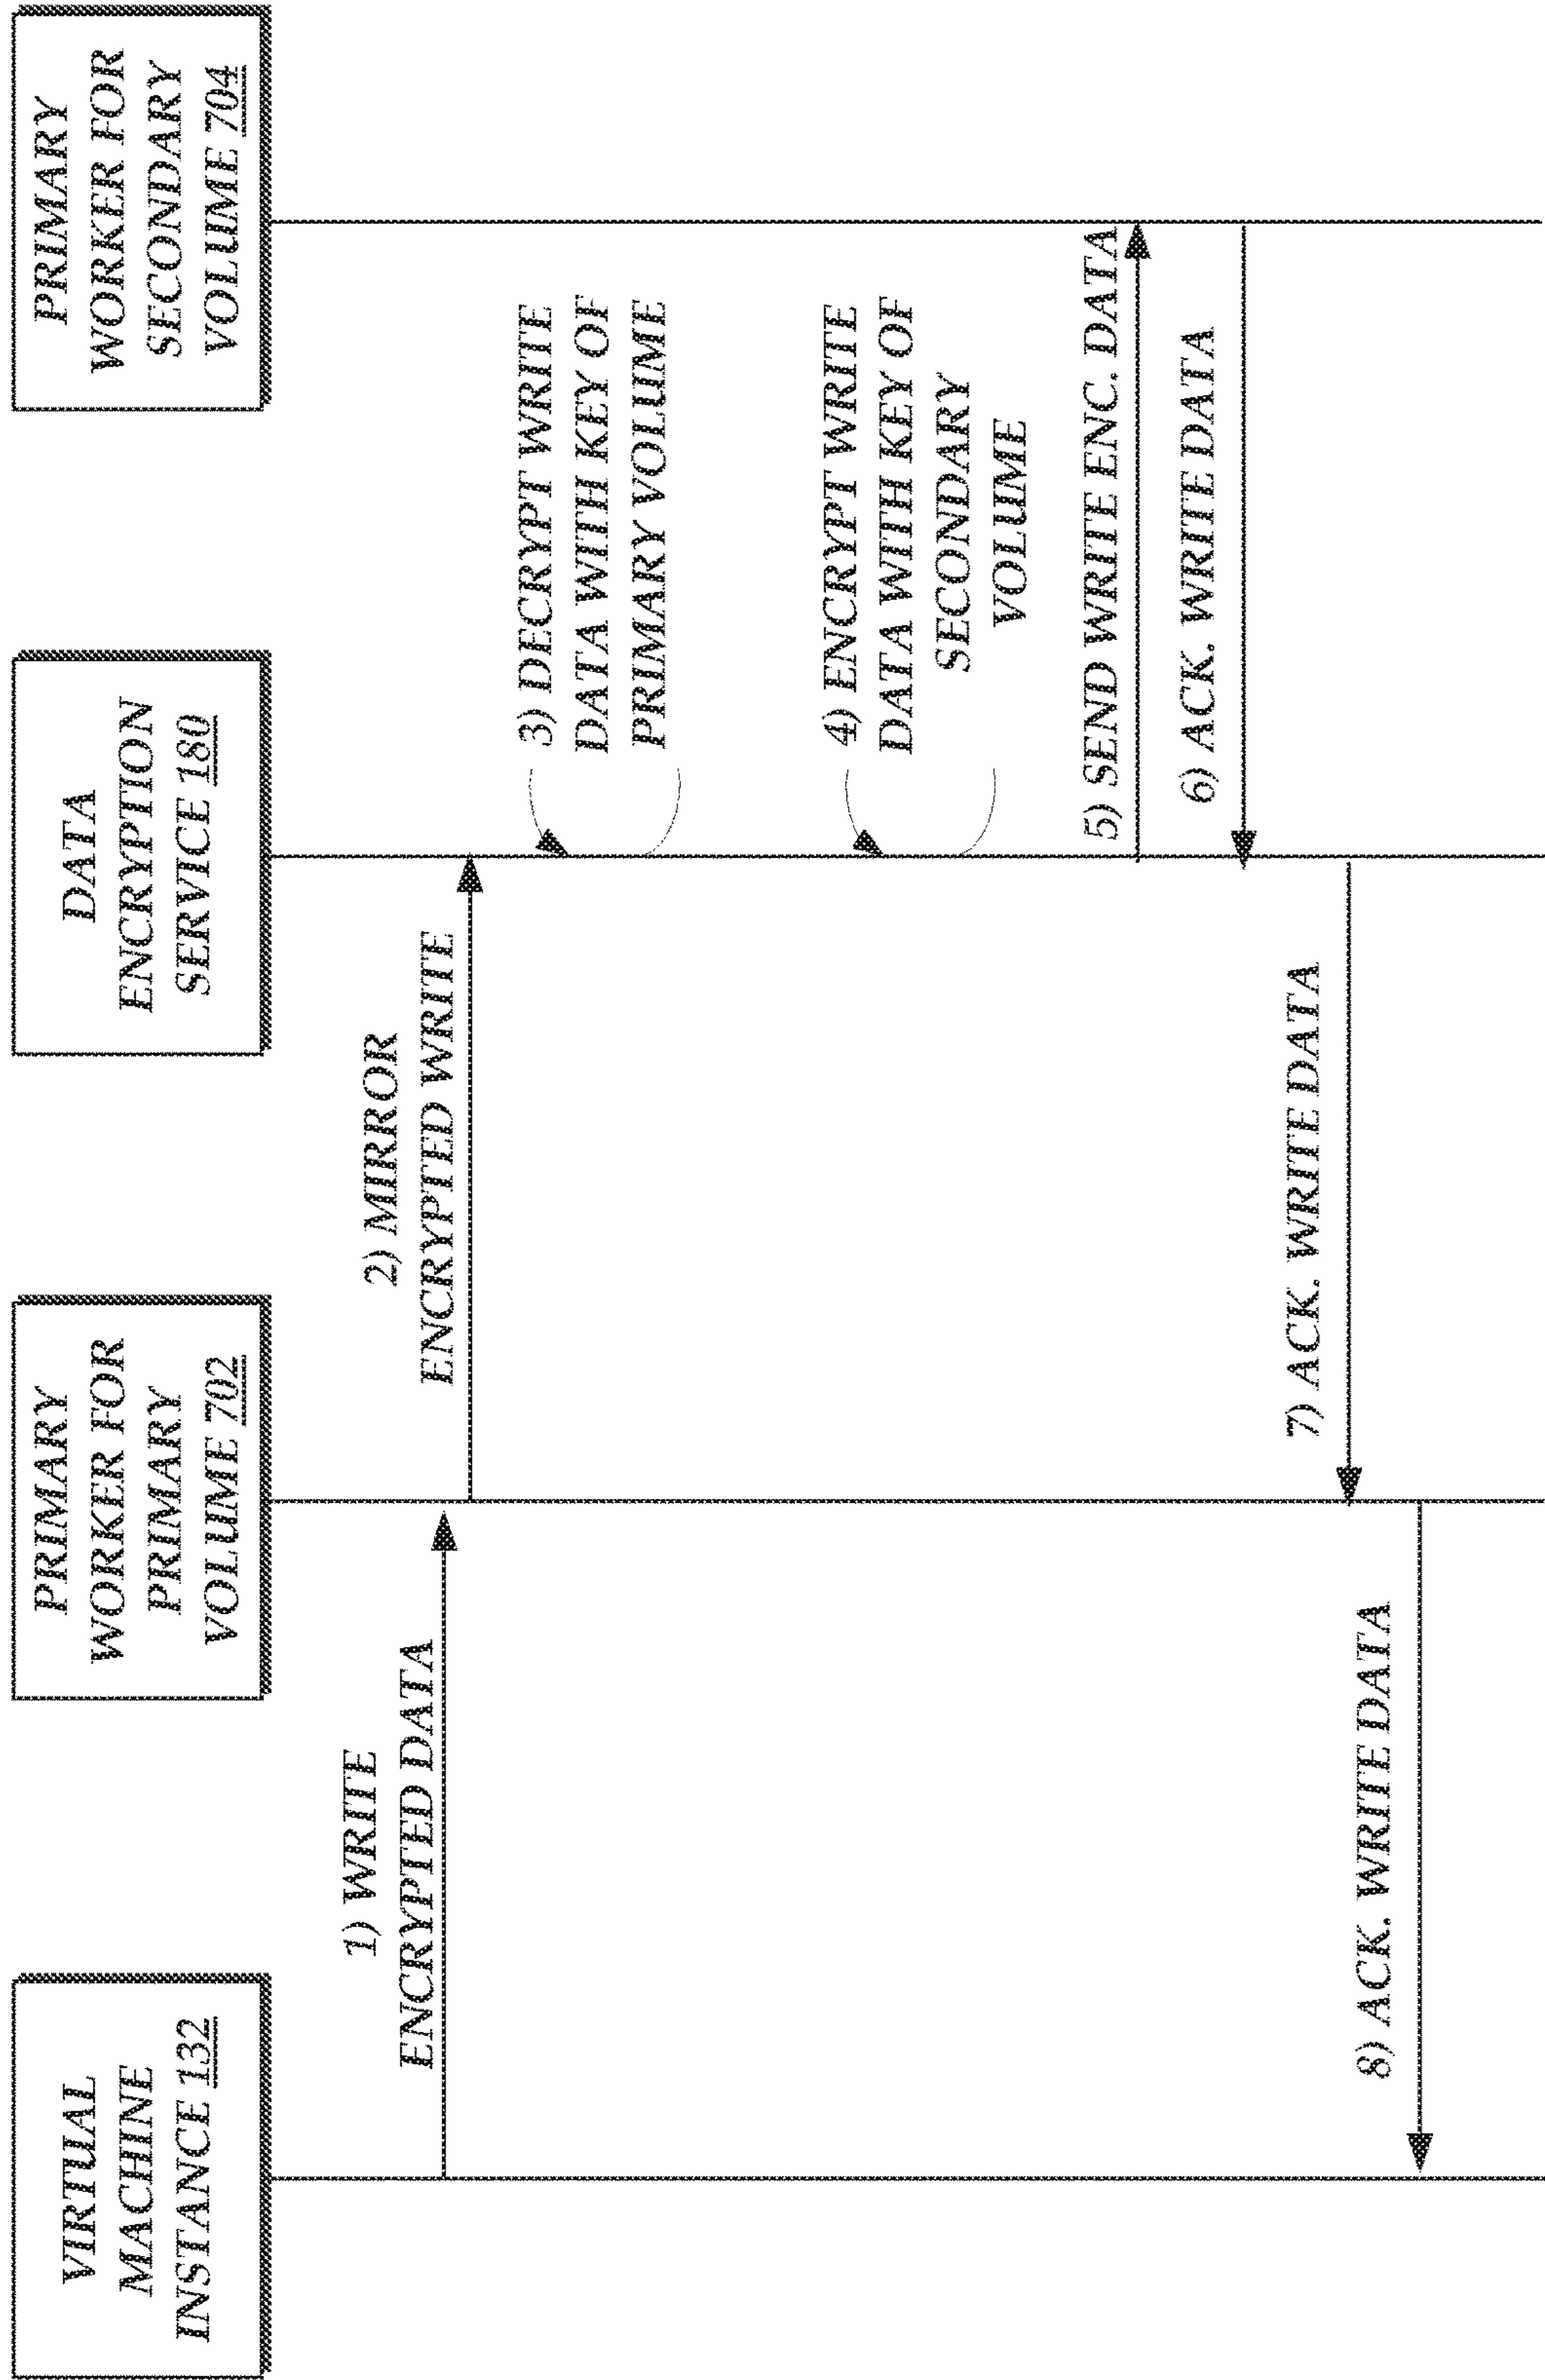 VIRTUAL
MACHINE
INSTANCE 132
PRIMARY
WORKER FOR
PRIMARY
VOLUME 702
DATA
ENCRYPTION
SERVICE 180
PRIMARY
WORKER FOR
SECONDARY
VOLUME 704
1) WRITE
ENCRYPTED DATA
2) MIRROR
ENCRYPTED WRITE
3) DECRYPT WRITE
DATA WITH KEY OF
PRIMARY VOLUME
4) ENCRYPT WRITE
DATA WITH KEY OF
SECONDARY
VOLUME
5) SEND WRITE ENC. DATA
6) ACK. WRITE DATA
7) ACK. WRITE DATA
8) ACK. WRITE DATA